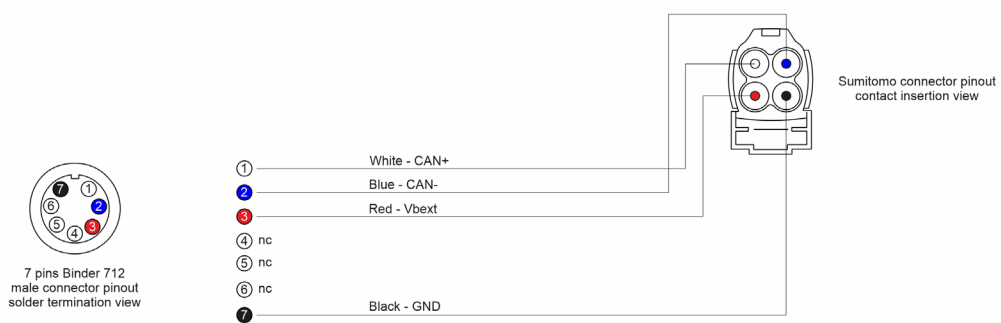 Sumitomo connector pinout
contact insertion view
1 White - CAN+
2 Blue - CAN-
3 Red - Vbext
4 nc
5 nc
6 nc
7 Black - GND
7 1
6 2
5 3
4
7 pins Binder 712
male connector pinout
solder termination view